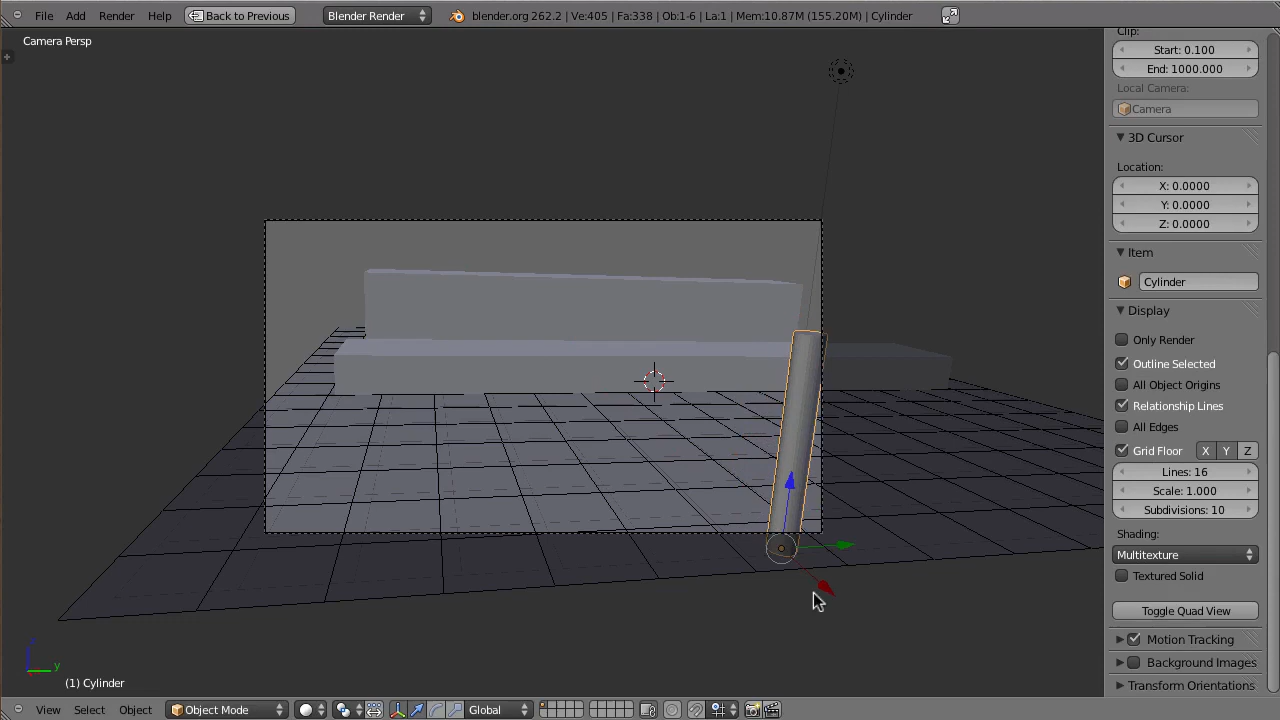 File Add Render Help Back to Previous Blender Render blender.org 262.2 | Ve:405 | Fa:338 | Ob:1-6 | La:1 | Mem:10.87M (155.20M) | Cylinder
Camera Persp
Clip:
Start: 0.100
End: 1000.000
Local Camera:
Camera
3D Cursor
Location:
X: 0.0000
Y: 0.0000
Z: 0.0000
Item
Cylinder
Display
Only Render
Outline Selected
All Object Origins
Relationship Lines
All Edges
Grid Floor X Y Z
Lines: 16
Scale: 1.000
Subdivisions: 10
Shading:
Multitexture
Textured Solid
Toggle Quad View
Motion Tracking
Background Images
Transform Orientations
y
(1) Cylinder
View Select Object Object Mode Global